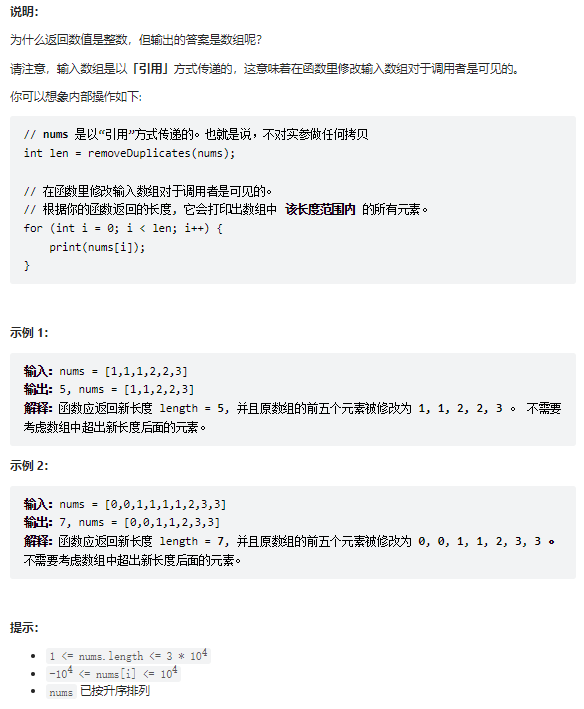 说明：
为什么返回数值是整数，但输出的答案是数组呢？
请注意，输入数组是以「引用」方式传递的，这意味着在函数里修改输入数组对于调用者是可见的。
你可以想象内部操作如下:
// nums 是以“引用”方式传递的。也就是说，不对实参做任何拷贝
int len = removeDuplicates(nums);
// 在函数里修改输入数组对于调用者是可见的。
// 根据你的函数返回的长度, 它会打印出数组中 该长度范围内 的所有元素。
for (int i = 0; i < len; i++) {
    print(nums[i]);
}
示例 1：
输入：nums = [1,1,1,2,2,3]
输出：5, nums = [1,1,2,2,3]
解释：函数应返回新长度 length = 5, 并且原数组的前五个元素被修改为 1, 1, 2, 2, 3 。 不需要
考虑数组中超出新长度后面的元素。
示例 2：
输入：nums = [0,0,1,1,1,1,2,3,3]
输出：7, nums = [0,0,1,1,2,3,3]
解释：函数应返回新长度 length = 7, 并且原数组的前五个元素被修改为 0, 0, 1, 1, 2, 3, 3 。
不需要考虑数组中超出新长度后面的元素。
提示：
• 1 <= nums.length <= 3 * 10⁴
• -10⁴ <= nums[i] <= 10⁴
• nums 已按升序排列